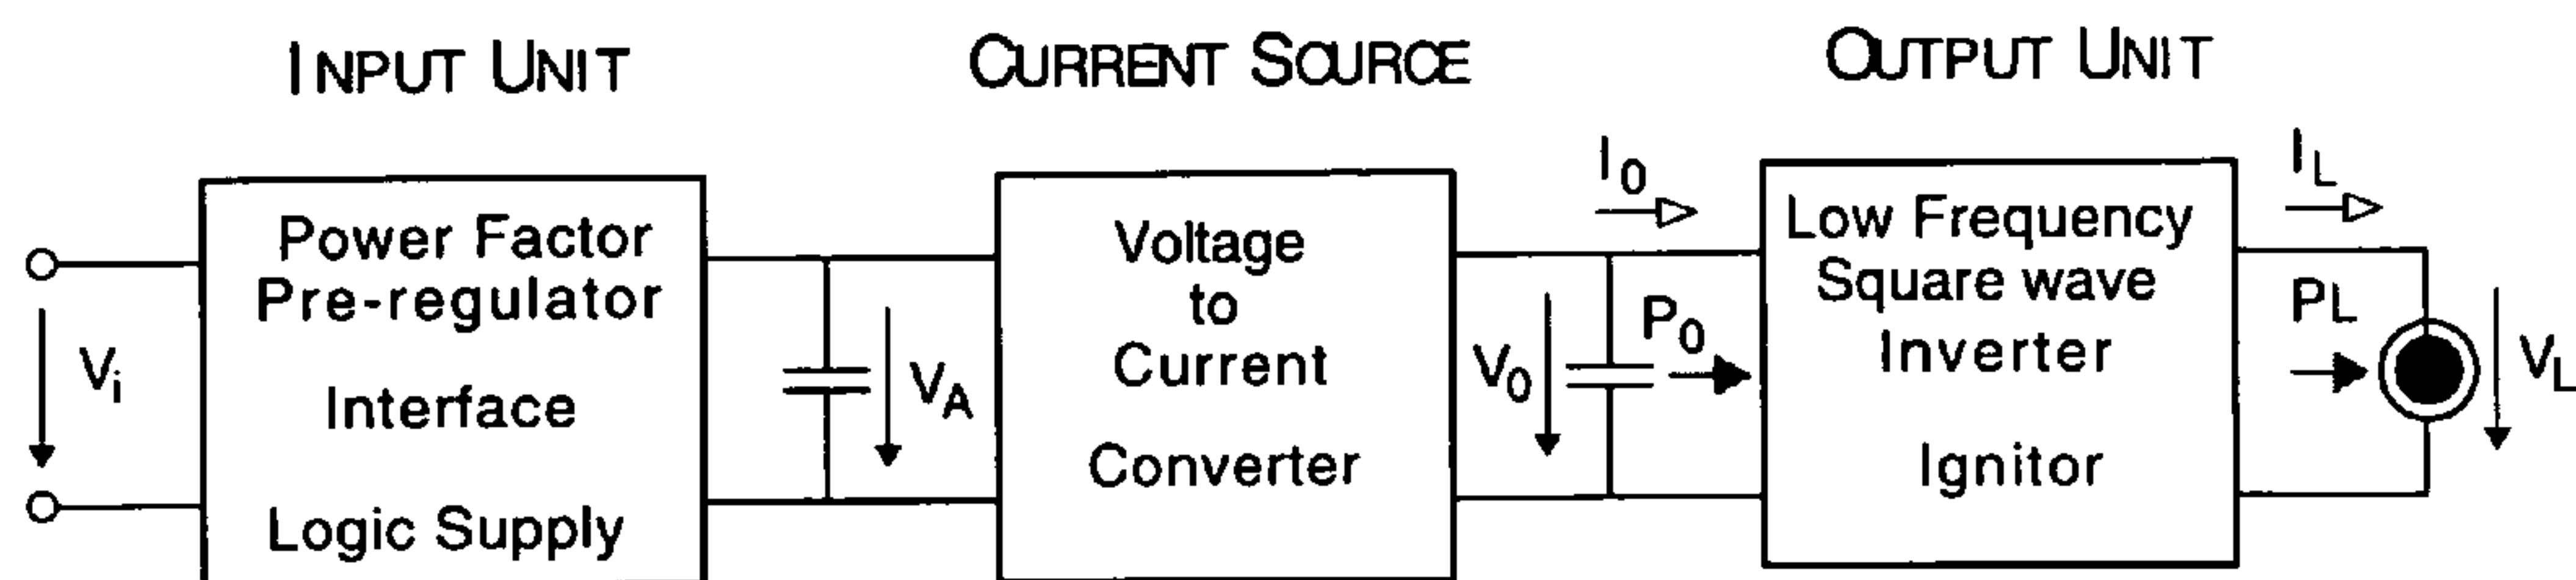 INPUT UNIT
CURRENT SOURCE
OUTPUT UNIT
Vi
Power Factor
Pre-regulator
Interface
Logic Supply
VA
Voltage
to
Current
Converter
I0
V0
P0
Low Frequency
Square wave
Inverter
Ignitor
IL
PL
VL